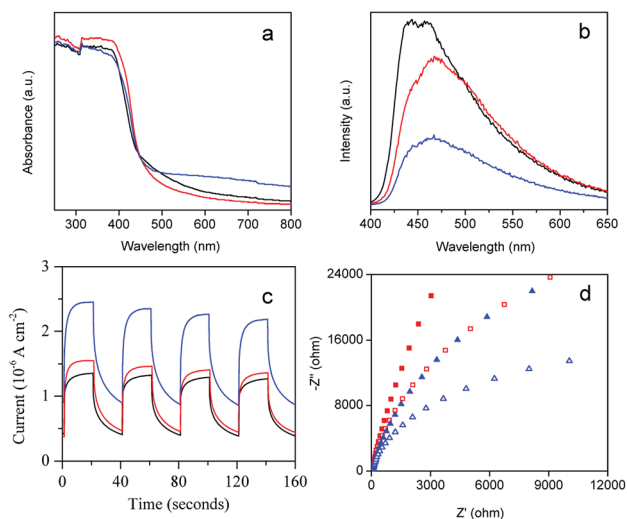 a
Absorbance (a.u.)
300 400 500 600 700 800
Wavelength (nm)
b
Intensity (a.u.)
400 450 500 550 600 650
Wavelength (nm)
c
Current (10⁻⁶ A cm⁻²)
3
2
1
0
0 40 80 120 160
Time (seconds)
d
-Z''' (ohm)
24000
16000
8000
0
0 3000 6000 9000 12000
Z' (ohm)